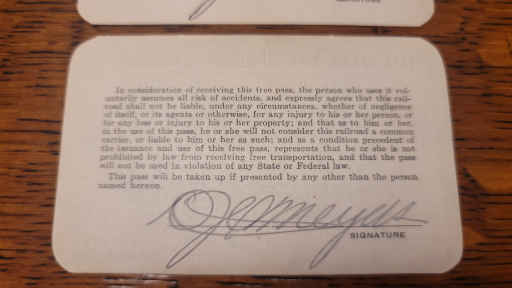 SIGNATURE
In consideration of receiving this free pass, the person who uses it vol-
untarily assumes all risk of accidents, and expressly agrees that this rail-
road shall not be liable, under any circumstances, whether of negligence
of itself, or its agents or otherwise, for any injury to his or her person, or
for any loss or injury to his or her property; and that as to him or her,
in the use of this pass, he or she will not consider this railroad a common
carrier, or liable to him or her as such; and as a condition precedent of
the issuance and use of this free pass, represents that he or she is not
prohibited by law from receiving free transportation, and that the pass
will not be used in violation of any State or Federal law.
This pass will be taken up if presented by any other than the person
named hereon.
SIGNATURE